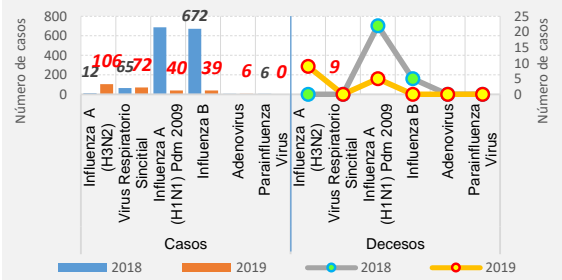 800
600
400
200
0
Número de casos
12
106
65
72
40
672
39
6
6
0
9
25
20
15
10
5
0
Número de casos
Influenza A
(H3N2)
Virus Respiratorio
Sincitial
Influenza A
(H1N1) Pdm 2009
Influenza B
Adenovirus
Parainfluenza
Virus
Influenza A
(H3N2)
Virus Respiratorio
Sincitial
Influenza A
(H1N1) Pdm 2009
Influenza B
Adenovirus
Parainfluenza
Virus
Casos
Decesos
2018
2019
2018
2019